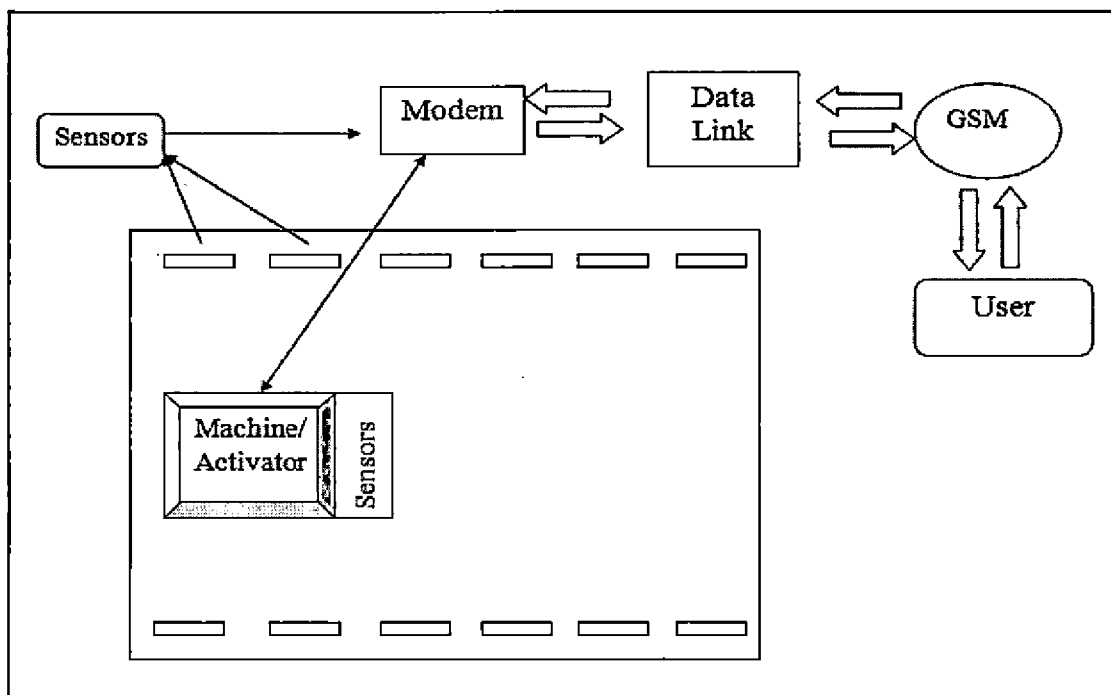 Sensors
Modem
Data
Link
GSM
User
Machine/
Activator
Sensors